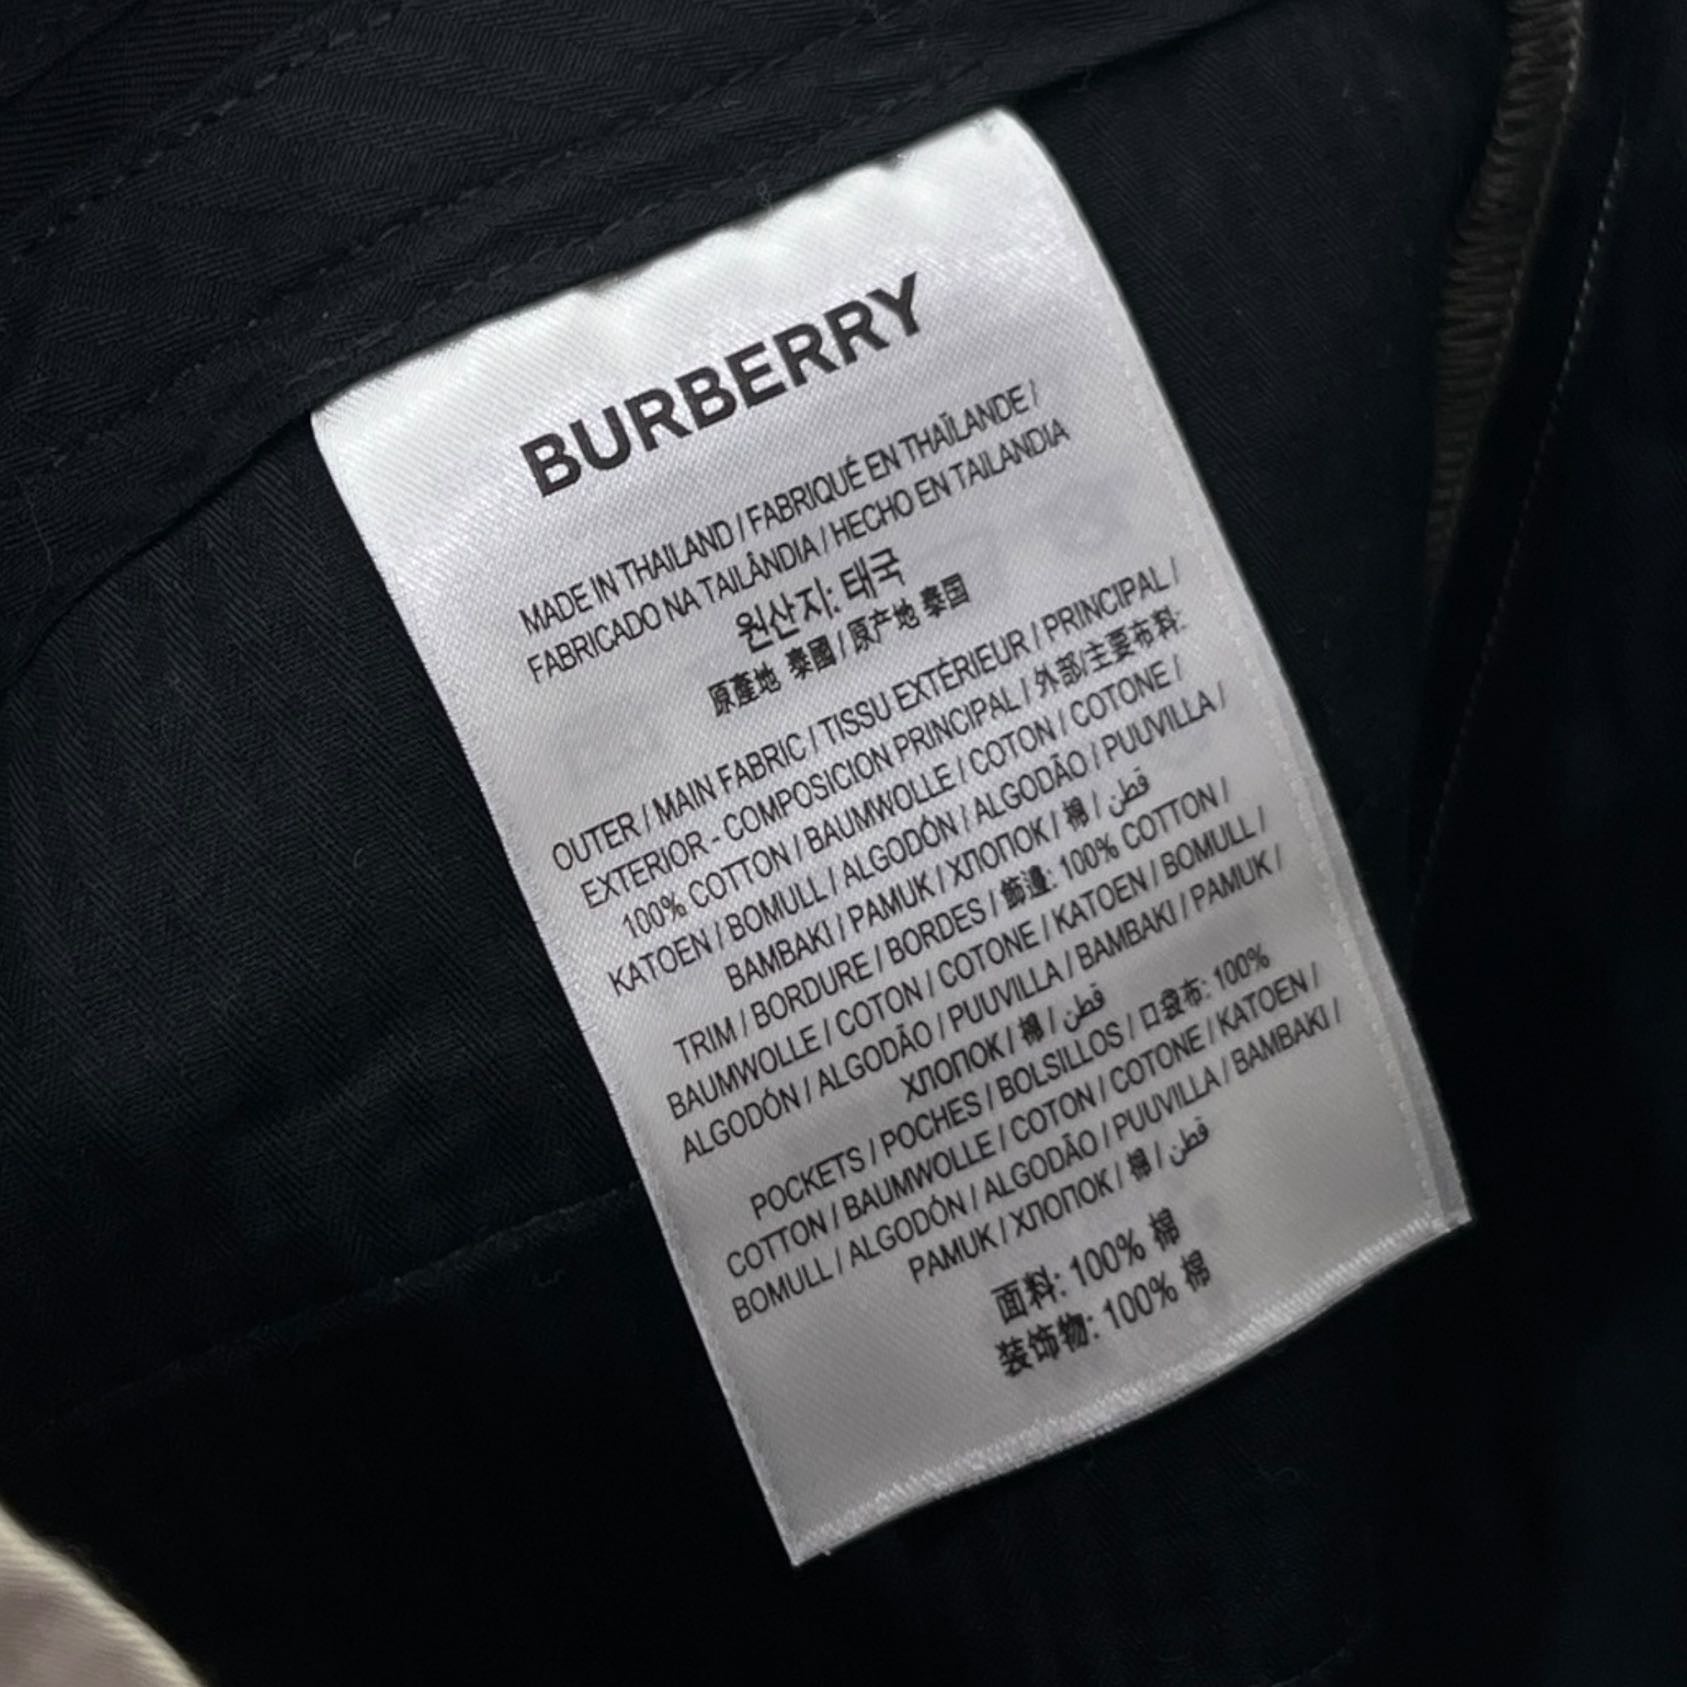 BURBERRY
MADE IN THAILAND / FABRIQUÉ EN THAÏLANDE /
FABRICADO NA TAILÂNDIA / HECHO EN TAILANDIA
원산지: 태국
原產地 泰國 / 原产地 泰国
OUTER / MAIN FABRIC / TISSU EXTÉRIEUR / PRINCIPAL /
EXTERIOR - COMPOSICION PRINCIPAL / 外部/主要布料:
100% COTTON / BAUMWOLLE / COTON / COTONE /
KATOEN / BOMULL / ALGODÓN / ALGODÃO / PUUVILLA /
BAMBAKI / PAMUK / ХЛОПОК / 棉 / قطن
TRIM / BORDURE / BORDES / 飾邊: 100% COTTON /
BAUMWOLLE / COTON / COTONE / KATOEN / BOMULL /
ALGODÓN / ALGODÃO / PUUVILLA / BAMBAKI / PAMUK /
ХЛОПОК / 棉 / قطن
POCKETS / POCHES / BOLSILLOS / 口袋布: 100%
COTTON / BAUMWOLLE / COTON / COTONE / KATOEN /
BOMULL / ALGODÓN / ALGODÃO / PUUVILLA / BAMBAKI /
PAMUK / ХЛОПОК / 棉 / قطن
面料: 100% 棉
装饰物: 100% 棉